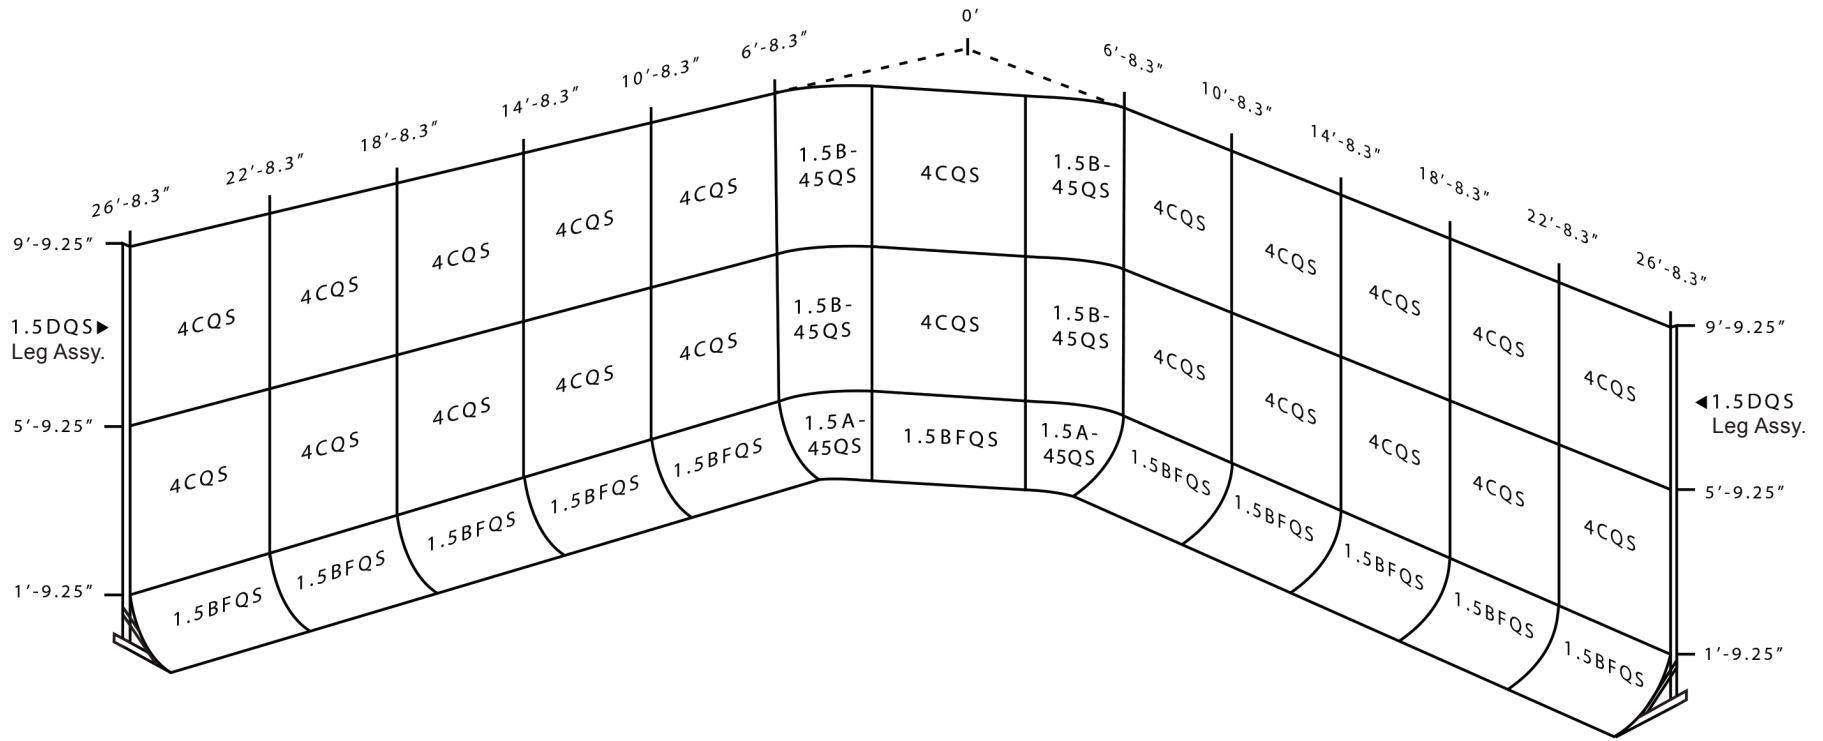 0′
6′-8.3″
10′-8.3″
14′-8.3″
18′-8.3″
22′-8.3″
26′-8.3″
6′-8.3″
10′-8.3″
14′-8.3″
18′-8.3″
22′-8.3″
26′-8.3″
9′-9.25″
1.5DQS
Leg Assy.
5′-9.25″
1′-9.25″
4CQS
4CQS
4CQS
4CQS
4CQS
1.5B-
45QS
4CQS
1.5B-
45QS
4CQS
4CQS
4CQS
4CQS
4CQS
4CQS
4CQS
4CQS
4CQS
4CQS
1.5B-
45QS
4CQS
1.5B-
45QS
4CQS
4CQS
4CQS
4CQS
4CQS
1.5BFQS
1.5BFQS
1.5BFQS
1.5BFQS
1.5BFQS
1.5A-
45QS
1.5BFQS
1.5A-
45QS
1.5BFQS
1.5BFQS
1.5BFQS
1.5BFQS
1.5BFQS
9′-9.25″
1.5DQS
Leg Assy.
5′-9.25″
1′-9.25″